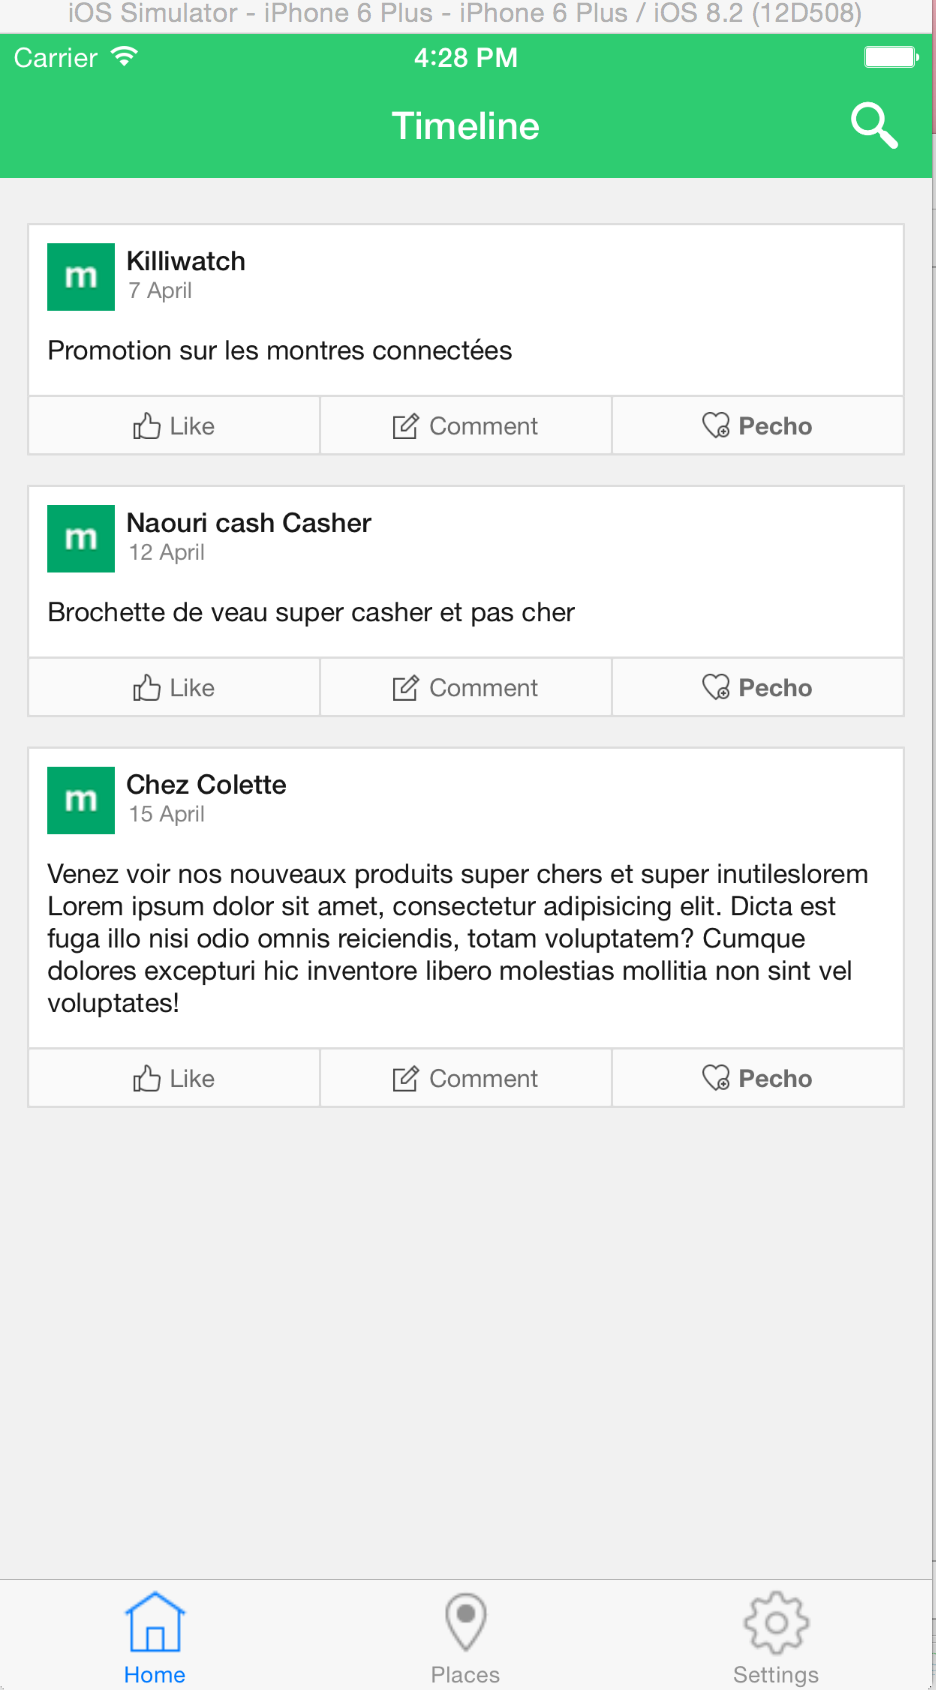 iOS Simulator - iPhone 6 Plus - iPhone 6 Plus / iOS 8.2 (12D508)
Carrier 4:28 PM
Timeline
m Killiwatch
7 April
Promotion sur les montres connectées
Like Comment Pecho
m Naouri cash Casher
12 April
Brochette de veau super casher et pas cher
Like Comment Pecho
m Chez Colette
15 April
Venez voir nos nouveaux produits super chers et super inutileslorem
Lorem ipsum dolor sit amet, consectetur adipisicing elit. Dicta est
fuga illo nisi odio omnis reiciendis, totam voluptatem? Cumque
dolores excepturi hic inventore libero molestias mollitia non sint vel
voluptates!
Like Comment Pecho
Home Places Settings